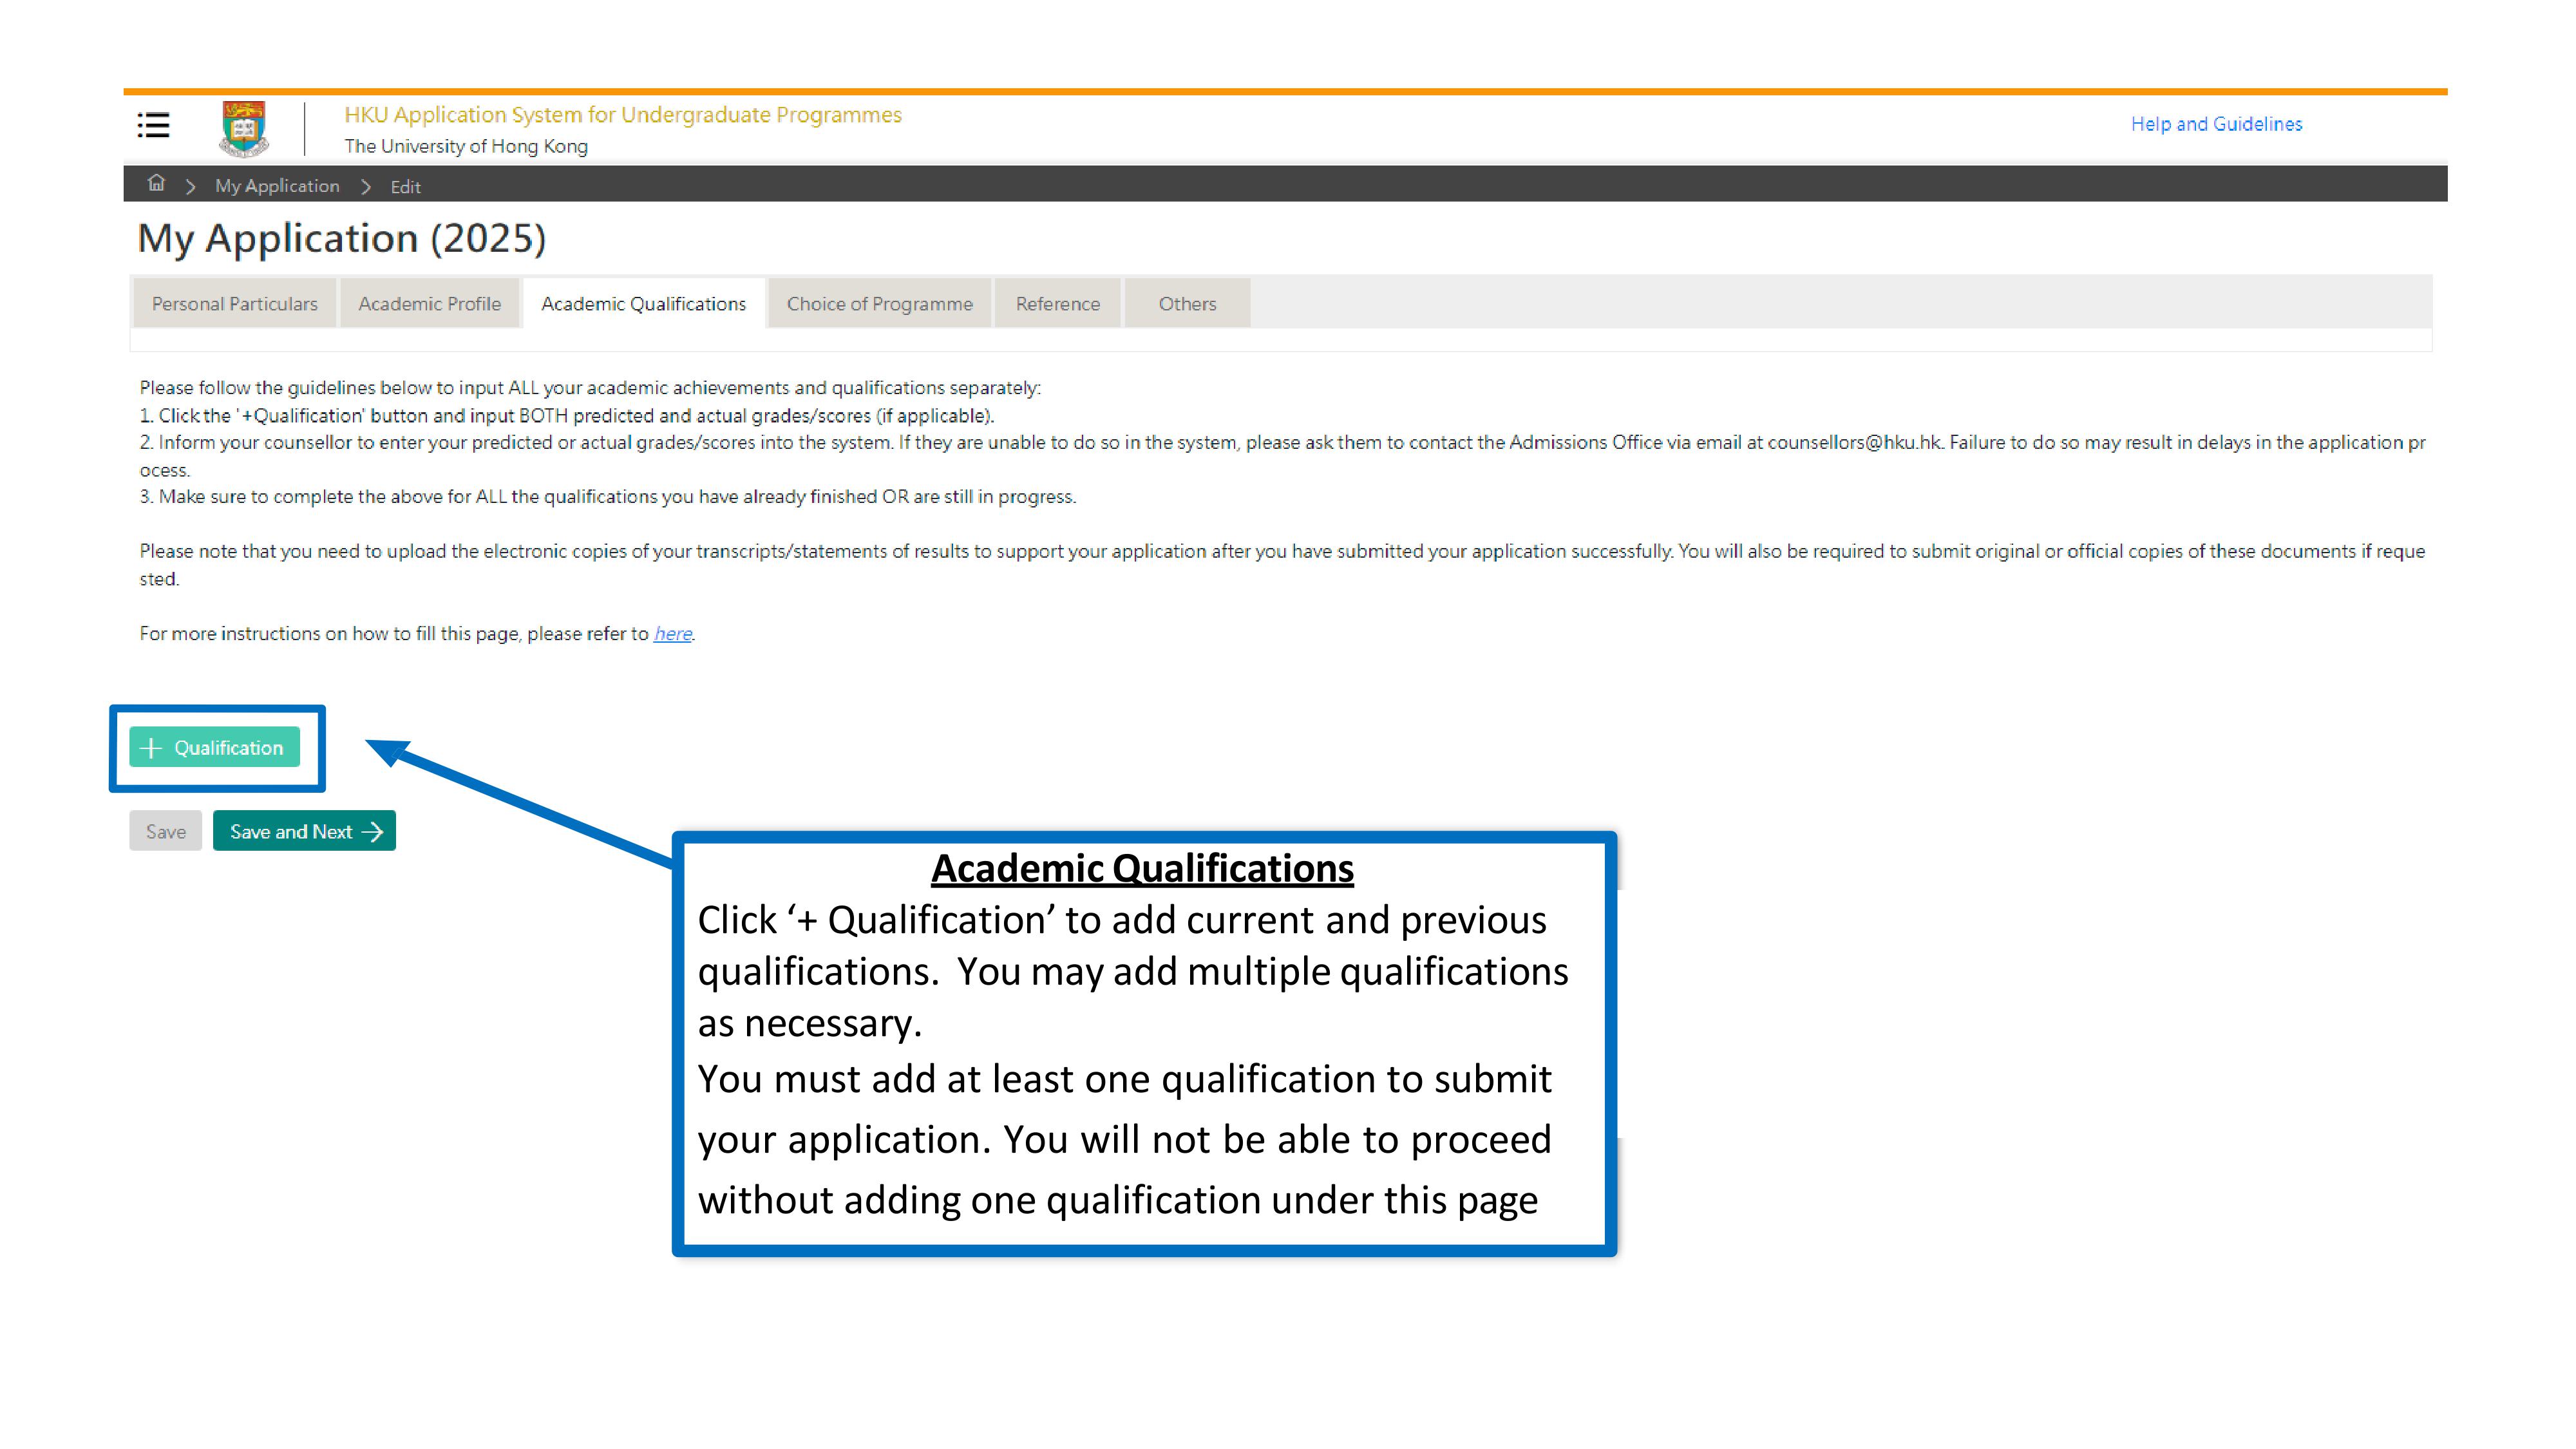 HKU Application System for Undergraduate Programmes
The University of Hong Kong
Help and Guidelines
> My Application > Edit
My Application (2025)
Personal Particulars Academic Profile Academic Qualifications Choice of Programme Reference Others
Please follow the guidelines below to input ALL your academic achievements and qualifications separately:
1. Click the '+Qualification' button and input BOTH predicted and actual grades/scores (if applicable).
2. Inform your counsellor to enter your predicted or actual grades/scores into the system. If they are unable to do so in the system, please ask them to contact the Admissions Office via email at counsellors@hku.hk. Failure to do so may result in delays in the application pr
ocess.
3. Make sure to complete the above for ALL the qualifications you have already finished OR are still in progress.
Please note that you need to upload the electronic copies of your transcripts/statements of results to support your application after you have submitted your application successfully. You will also be required to submit original or official copies of these documents if reque
sted.
For more instructions on how to fill this page, please refer to here.
+ Qualification
Save Save and Next →
Academic Qualifications
Click ‘+ Qualification’ to add current and previous
qualifications. You may add multiple qualifications
as necessary.
You must add at least one qualification to submit
your application. You will not be able to proceed
without adding one qualification under this page